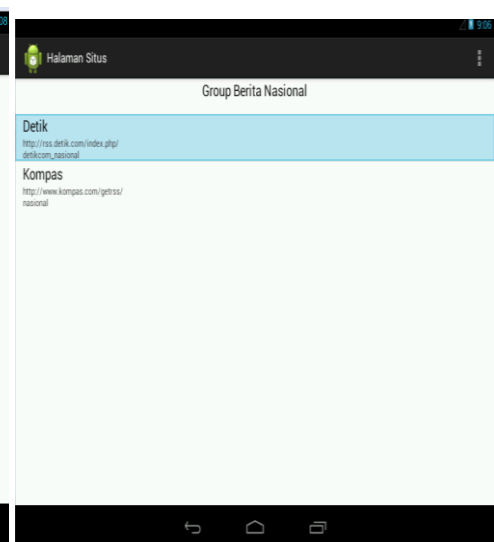 08
9:06
Halaman Situs
Group Berita Nasional
Detik
http://rss.detik.com/index.php/
detikcom_nasional
Kompas
http://www.kompas.com/getrss/
nasional